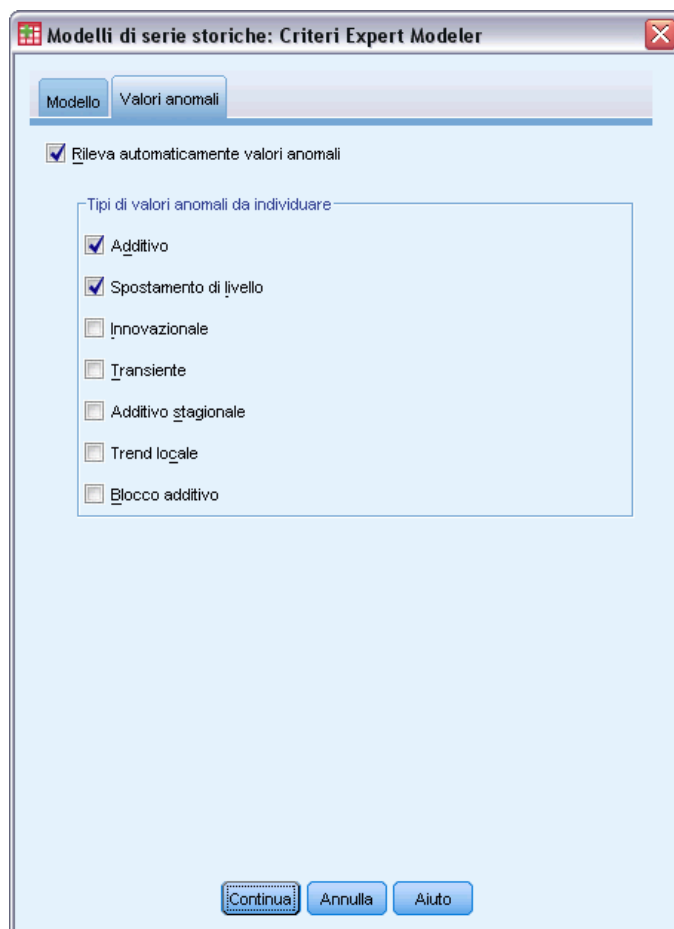 Modelli di serie storiche: Criteri Expert Modeler
Modello
Valori anomali
Rileva automaticamente valori anomali
Tipi di valori anomali da individuare
Additivo
Spostamento di livello
Innovazionale
Transiente
Additivo stagionale
Trend locale
Blocco additivo
Continua
Annulla
Aiuto